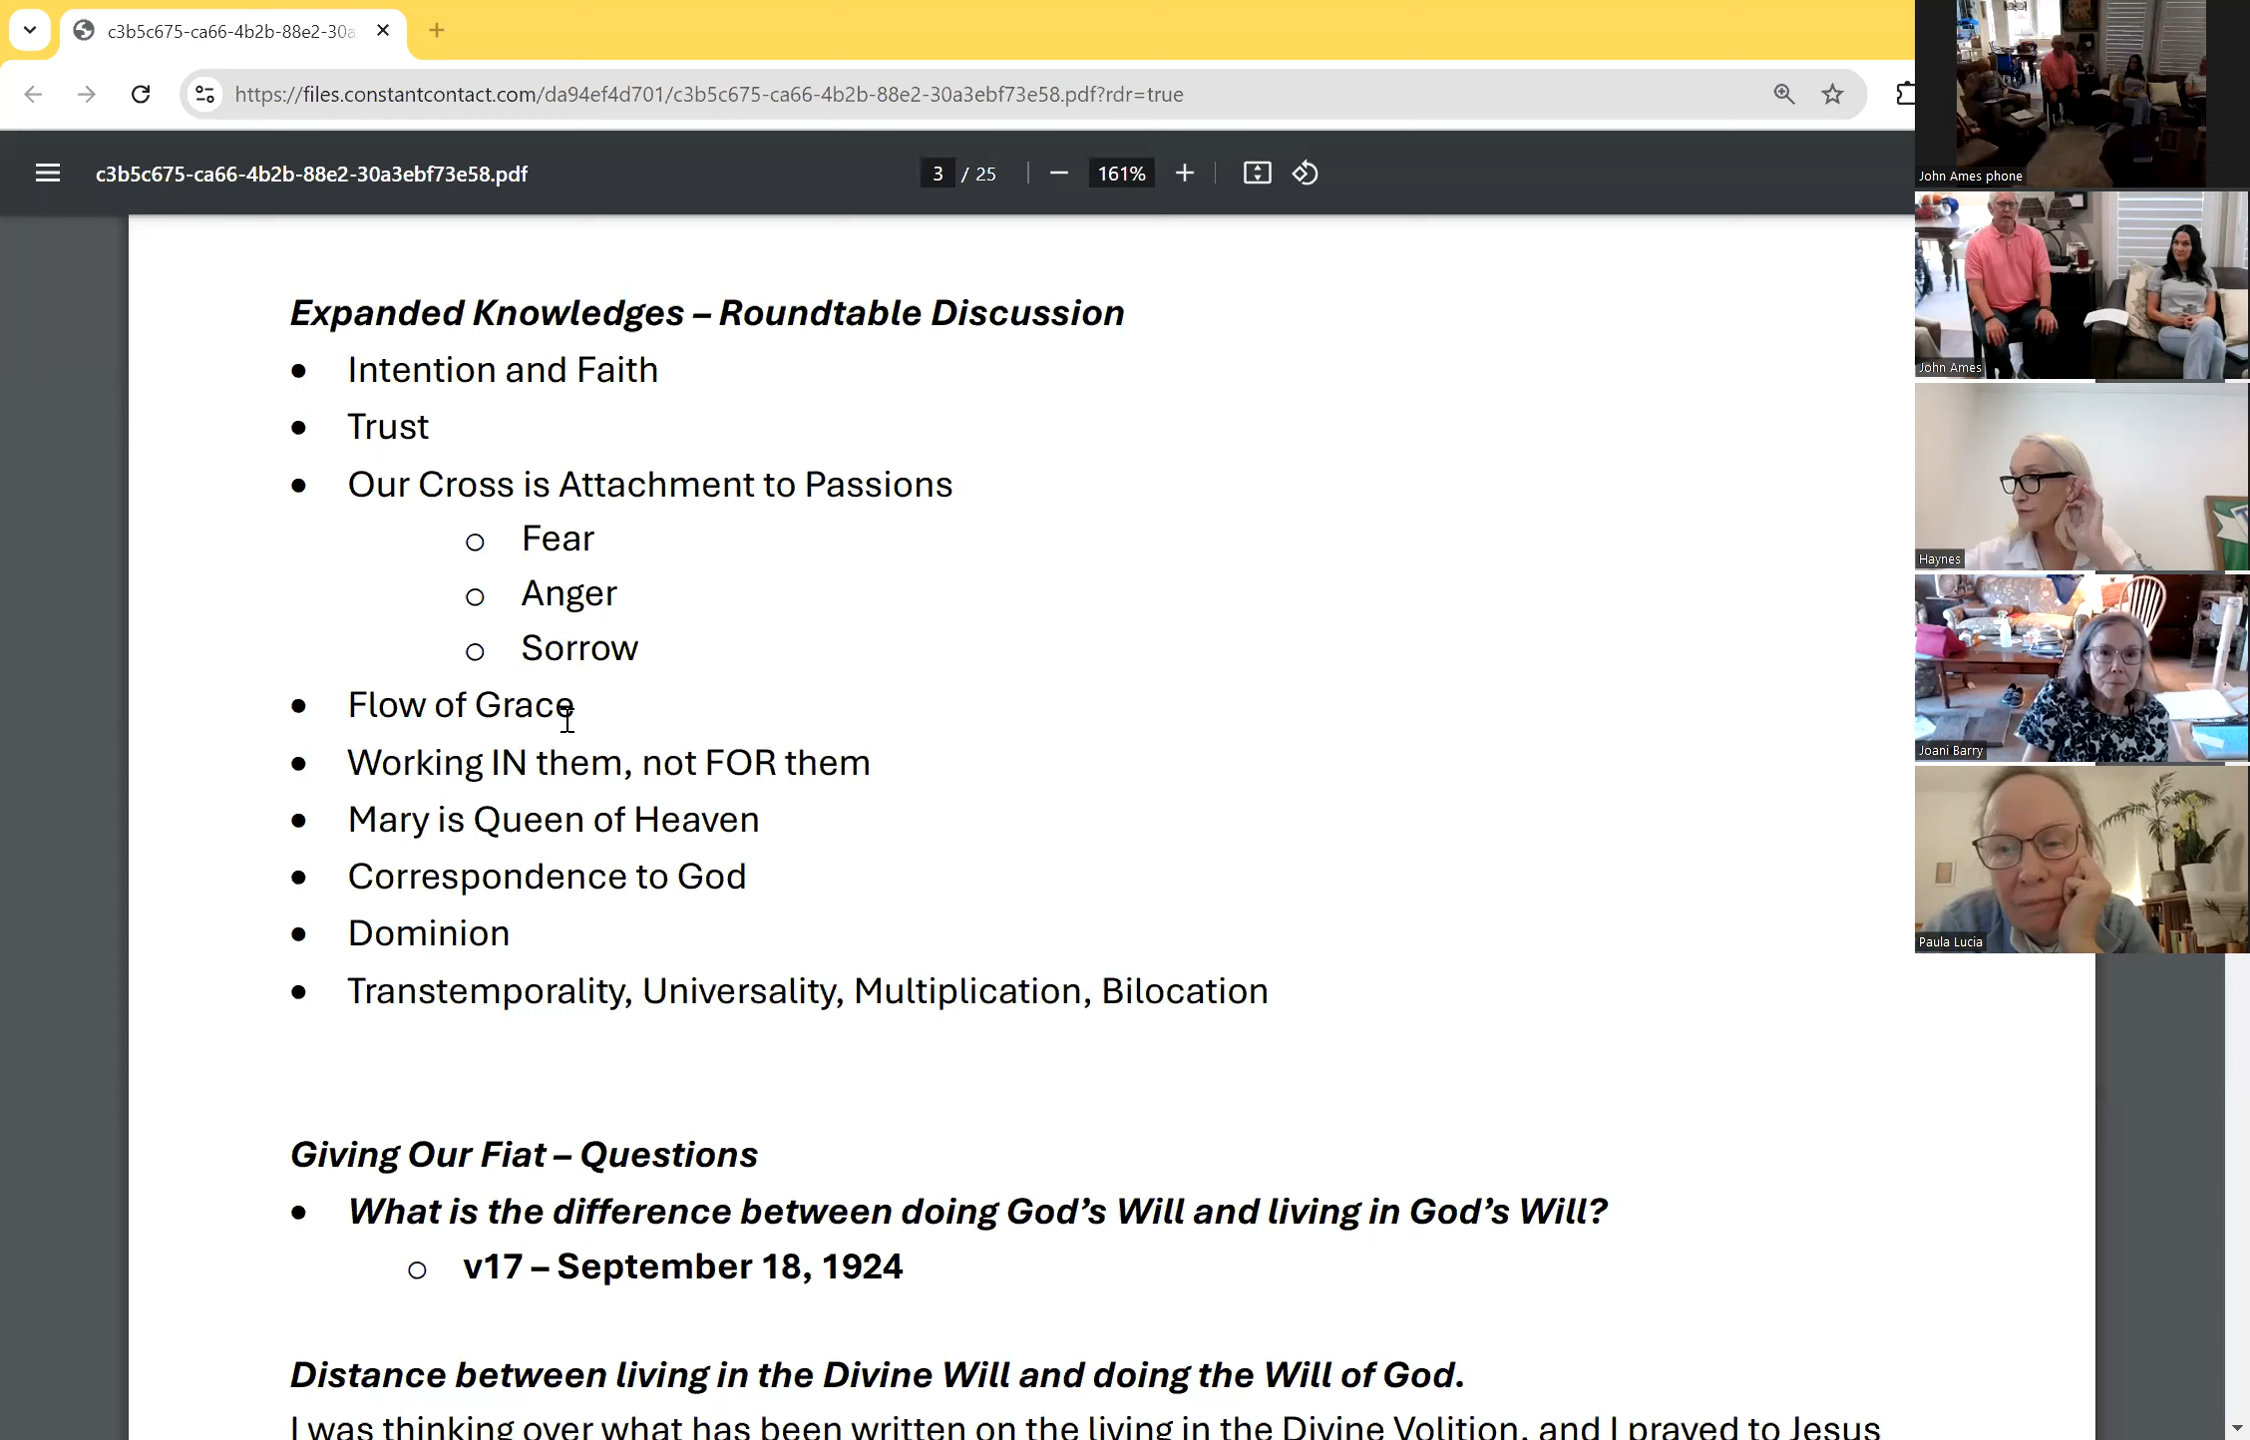 c3b5c675-ca66-4b2b-88e2-30a
https://files.constantcontact.com/da94ef4d701/c3b5c675-ca66-4b2b-88e2-30a3ebf73e58.pdf?rdr=true
c3b5c675-ca66-4b2b-88e2-30a3ebf73e58.pdf
3 / 25
161%
Expanded Knowledges – Roundtable Discussion
• Intention and Faith
• Trust
• Our Cross is Attachment to Passions
○ Fear
○ Anger
○ Sorrow
• Flow of Grace
• Working IN them, not FOR them
• Mary is Queen of Heaven
• Correspondence to God
• Dominion
• Transtemporality, Universality, Multiplication, Bilocation
Giving Our Fiat – Questions
• What is the difference between doing God’s Will and living in God’s Will?
○ v17 – September 18, 1924
Distance between living in the Divine Will and doing the Will of God.
I was thinking over what has been written on the living in the Divine Volition, and I prayed to Jesus
John Ames phone
John Ames
Haynes
Joani Barry
Paula Lucia